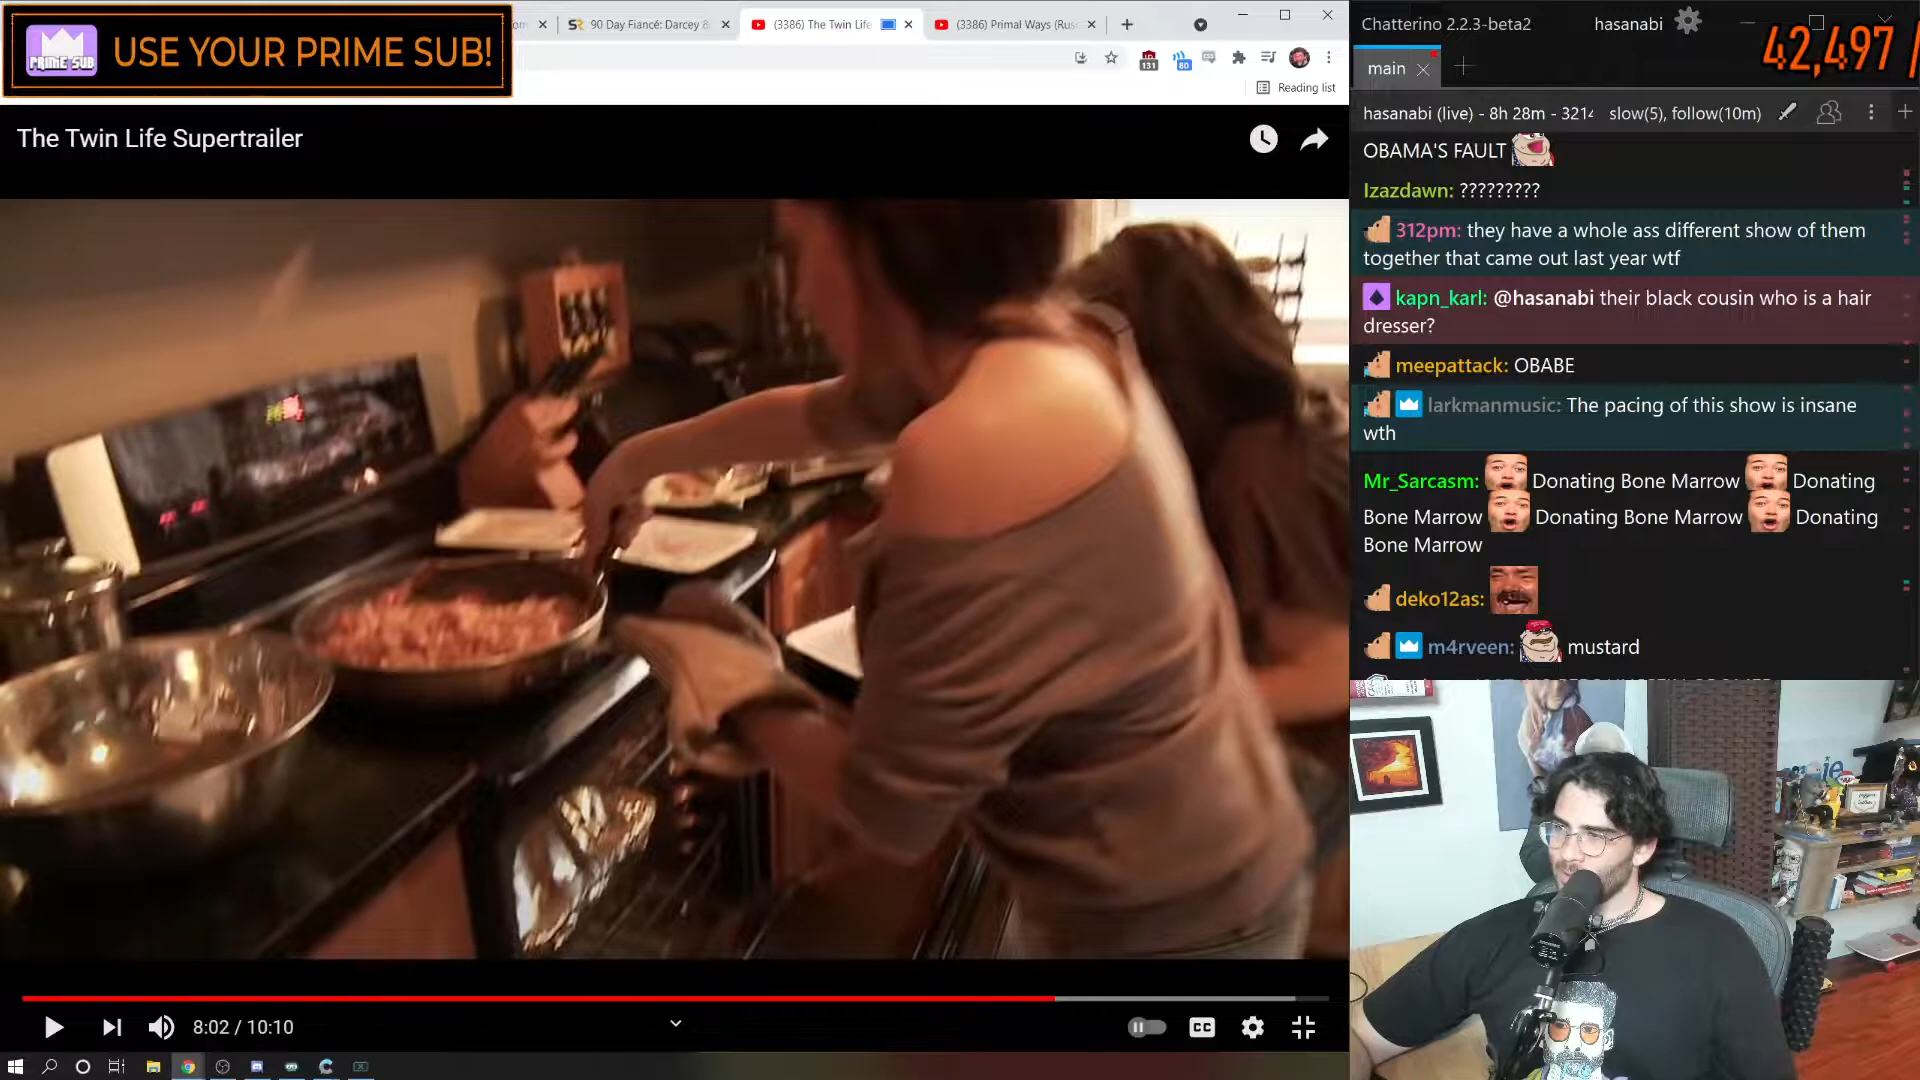 PRIME SUB
USE YOUR PRIME SUB!
90 Day Fiancé: Darcey &
(3386) The Twin Life
(3386) Primal Ways (Rus
131
80
Reading list
The Twin Life Supertrailer
8:02 / 10:10
CC
Chatterino 2.2.3-beta2
hasanabi
42,497 /
main
hasanabi (live) - 8h 28m - 321
slow(5), follow(10m)
OBAMA'S FAULT
Izazdawn: ?????????
312pm: they have a whole ass different show of them
together that came out last year wtf
kapn_karl: @hasanabi their black cousin who is a hair
dresser?
meepattack: OBABE
larkmanmusic: The pacing of this show is insane
wth
Mr_Sarcasm: Donating Bone Marrow Donating
Bone Marrow Donating Bone Marrow Donating
Bone Marrow
deko12as:
m4rveen: mustard